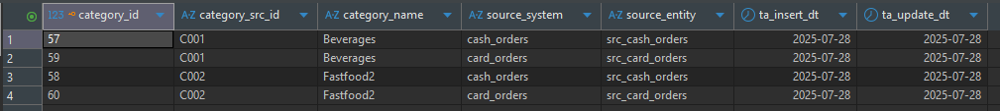 123 category_id A-Z category_src_id A-Z category_name A-Z source_system A-Z source_entity ta_insert_dt ta_update_dt
1 57 C001 Beverages cash_orders src_cash_orders 2025-07-28 2025-07-28
2 59 C001 Beverages card_orders src_card_orders 2025-07-28 2025-07-28
3 58 C002 Fastfood2 cash_orders src_cash_orders 2025-07-28 2025-07-28
4 60 C002 Fastfood2 card_orders src_card_orders 2025-07-28 2025-07-28